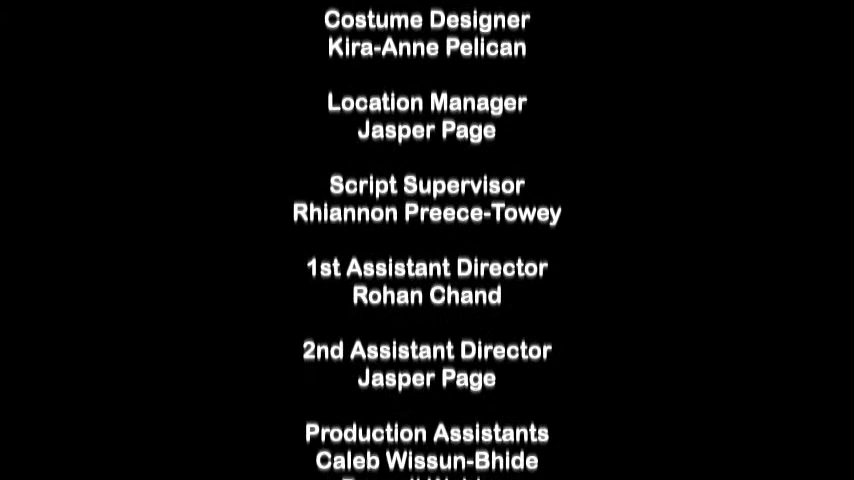 Costume Designer
Kira-Anne Pelican
Location Manager
Jasper Page
Script Supervisor
Rhiannon Preece-Towey
1st Assistant Director
Rohan Chand
2nd Assistant Director
Jasper Page
Production Assistants
Caleb Wissun-Bhide